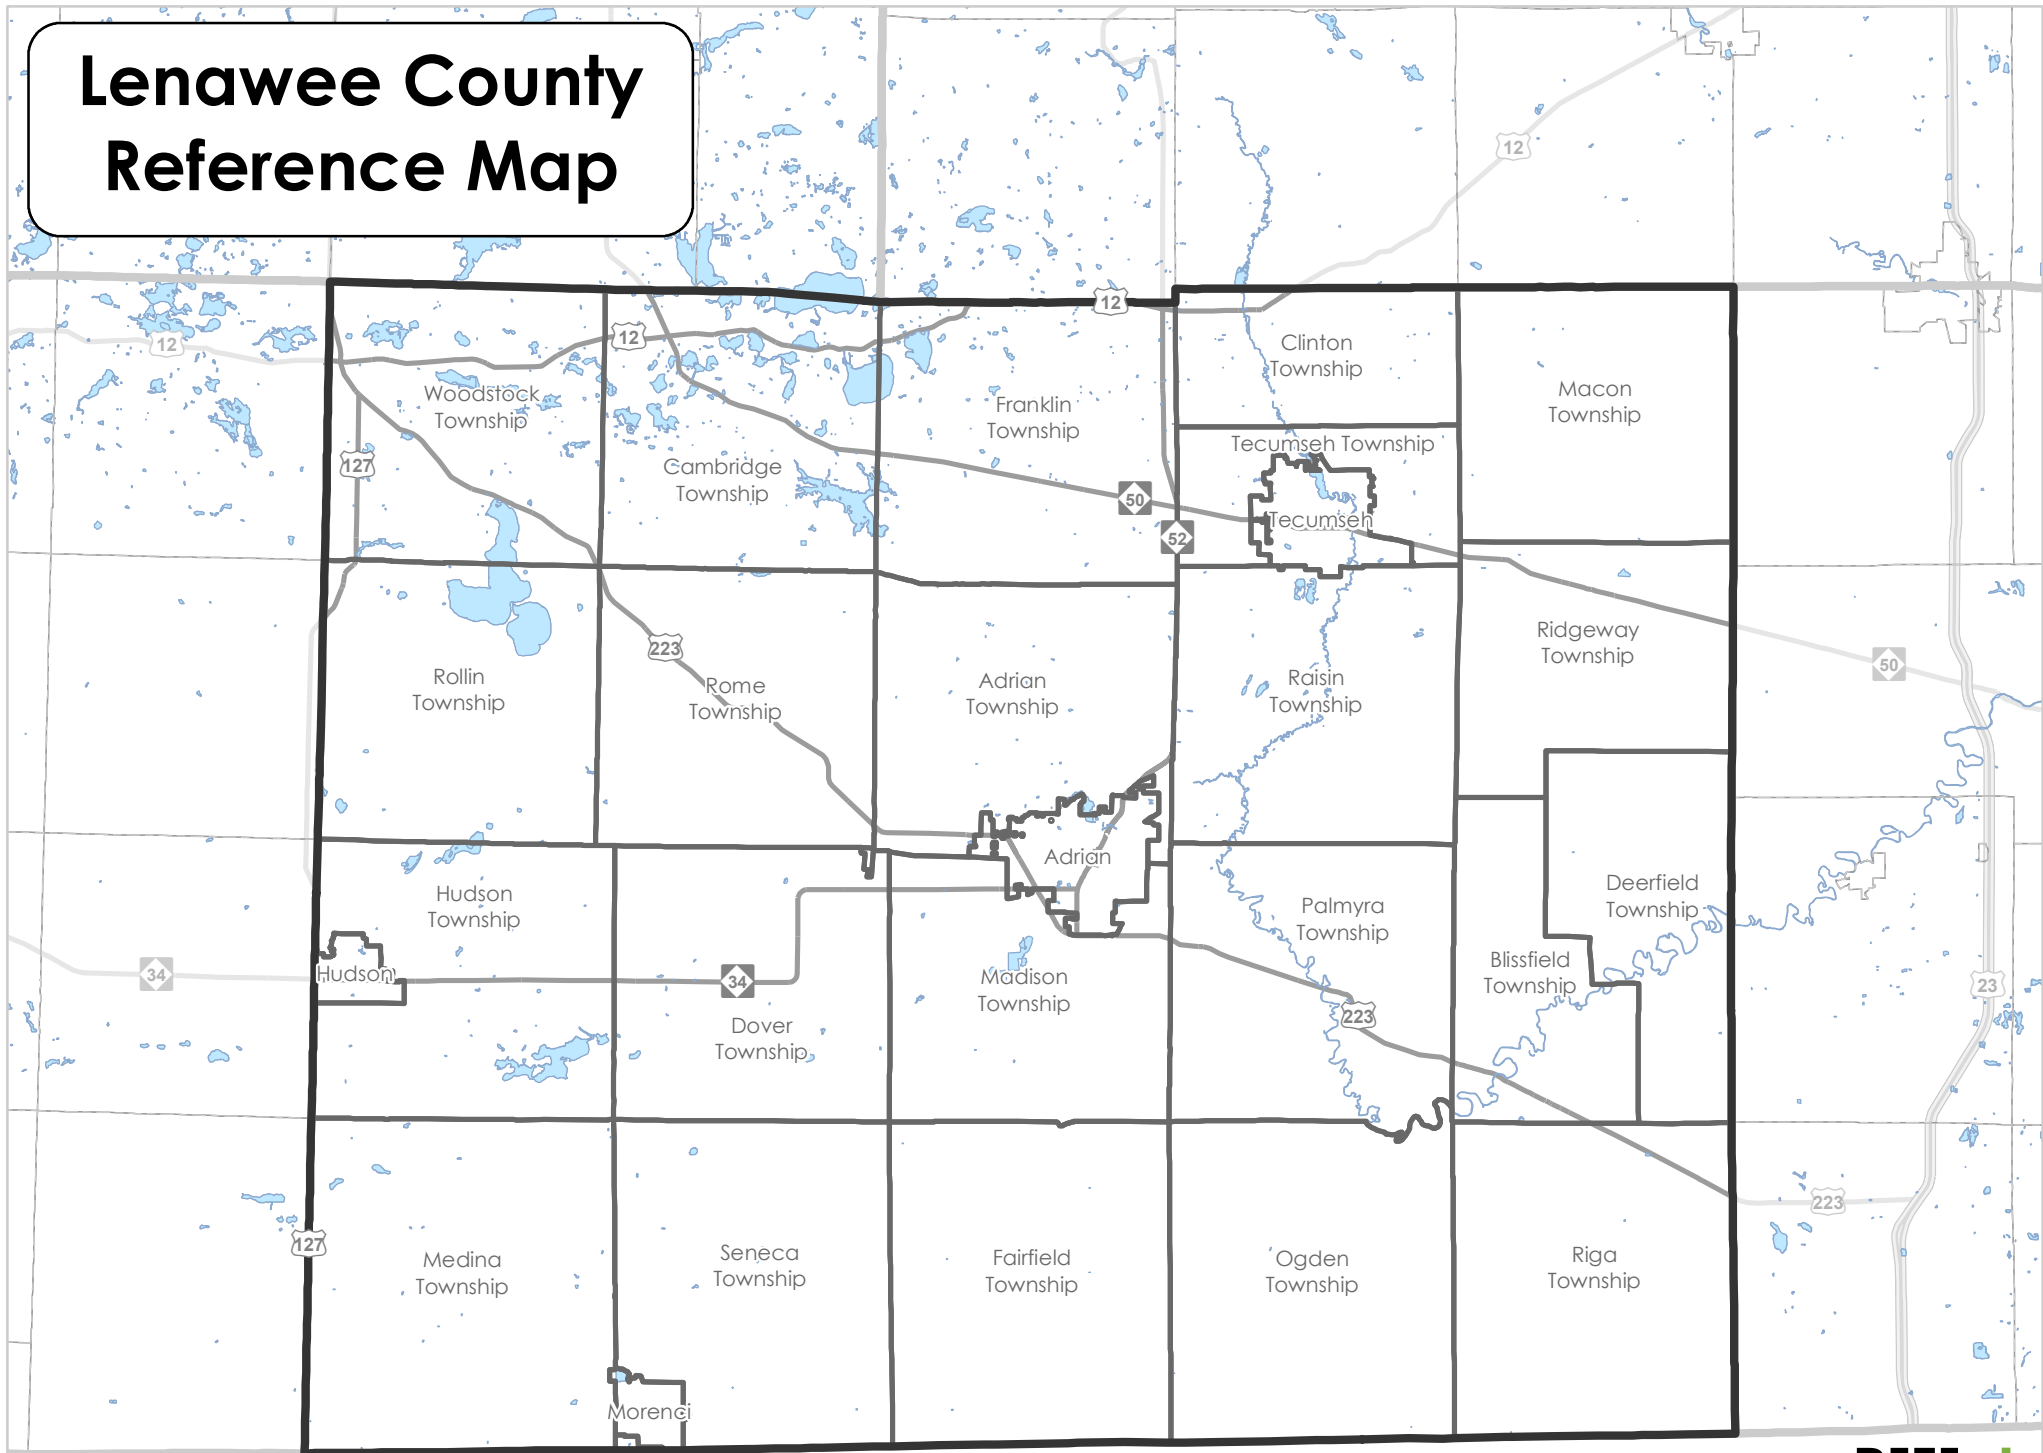 Lenawee County
Reference Map
12
12
12
12
Clinton
Township
Macon
Township
Woodstock
Township
Franklin
Township
Tecumseh Township
127
Cambridge
Township
50
Tecumseh
52
223
Ridgeway
Township
50
Rollin
Township
Rome
Township
Adrian
Township
Raisin
Township
Adrian
Hudson
Township
Deerfield
Township
Palmyra
Township
34
Hudson
34
Madison
Township
Blissfield
Township
23
223
Dover
Township
223
127
Medina
Township
Seneca
Township
Fairfield
Township
Ogden
Township
Riga
Township
Morenci